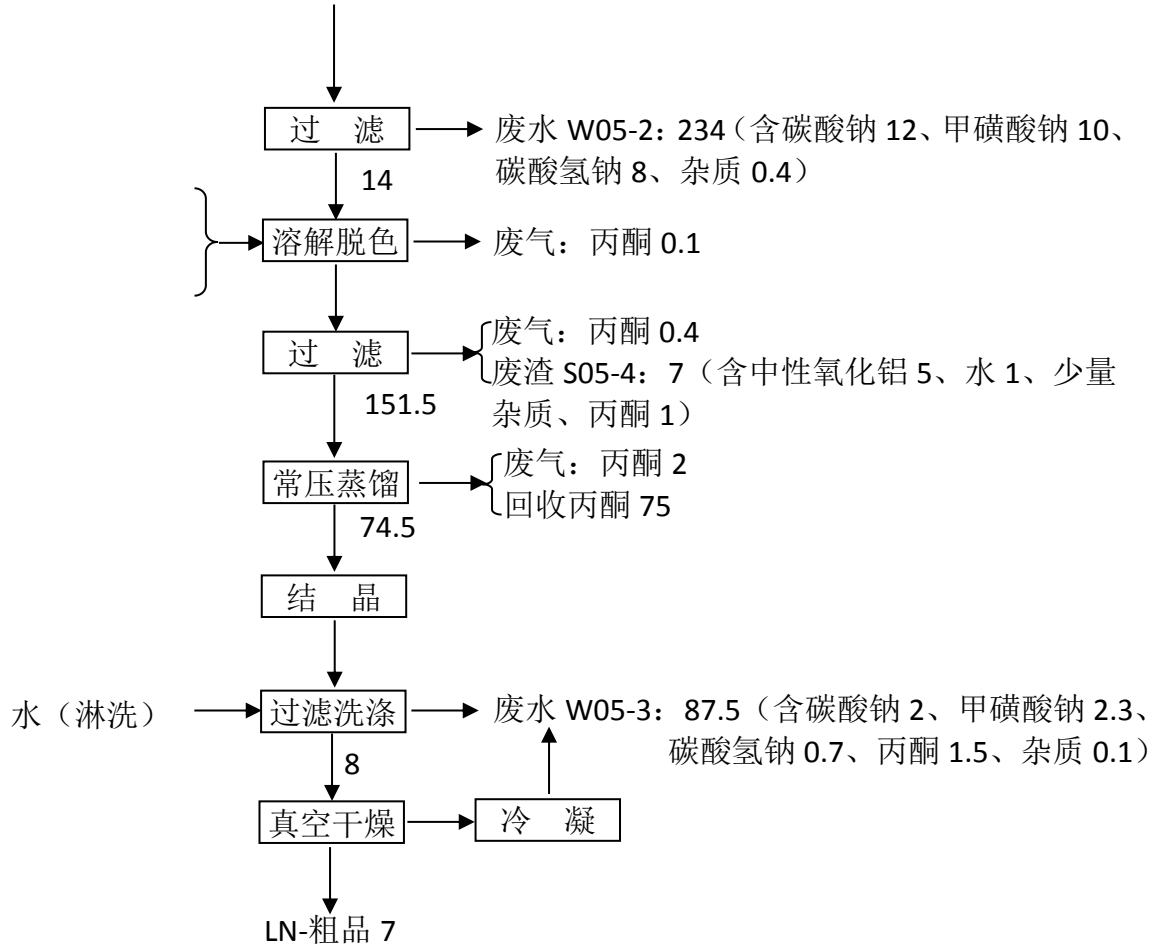 过 滤
废水 W05-2：234（含碳酸钠 12、甲磺酸钠 10、
碳酸氢钠 8、杂质 0.4）
14
溶解脱色
废气：丙酮 0.1
过 滤
废气：丙酮 0.4
废渣 S05-4：7（含中性氧化铝 5、水 1、少量
杂质、丙酮 1）
151.5
常压蒸馏
废气：丙酮 2
回收丙酮 75
74.5
结 晶
水（淋洗）
过滤洗涤
废水 W05-3：87.5（含碳酸钠 2、甲磺酸钠 2.3、
碳酸氢钠 0.7、丙酮 1.5、杂质 0.1）
8
真空干燥
冷 凝
LN-粗品 7